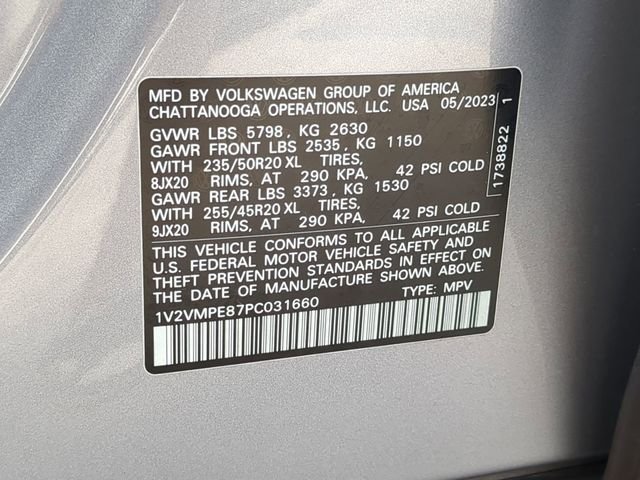 MFD BY VOLKSWAGEN GROUP OF AMERICA
CHATTANOOGA OPERATIONS, LLC. USA 05/2023
GVWR LBS 5798, KG 2630
GAWR FRONT LBS 2535, KG 1150
WITH 235/50R20 XL TIRES,
8JX20 RIMS, AT 290 KPA, 42 PSI COLD
GAWR REAR LBS 3373, KG 1530
WITH 255/45R20 XL TIRES,
9JX20 RIMS, AT 290 KPA, 42 PSI COLD
THIS VEHICLE CONFORMS TO ALL APPLICABLE
U.S. FEDERAL MOTOR VEHICLE SAFETY AND
THEFT PREVENTION STANDARDS IN EFFECT ON
THE DATE OF MANUFACTURE SHOWN ABOVE.
1V2VMPE87PC031660 TYPE: MPV
1738822 1